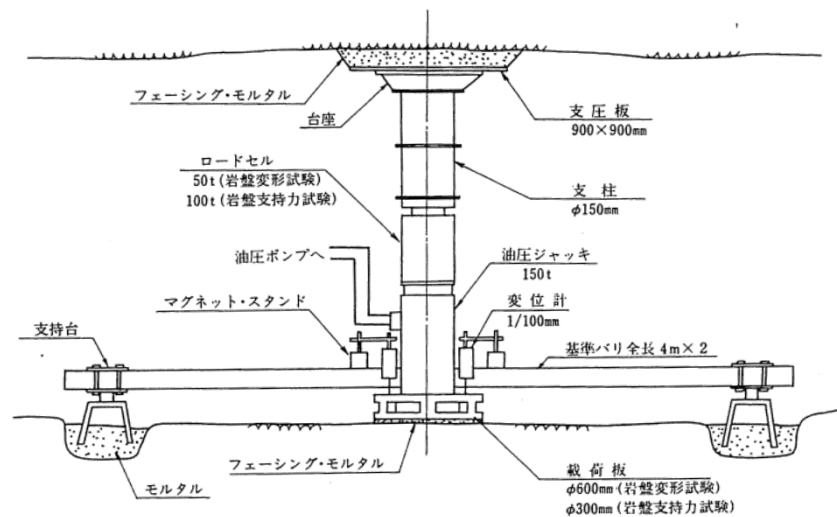 フェーシング・モルタル
台座
支圧板
900×900mm
ロードセル
50t(岩盤変形試験)
100t(岩盤支持力試験)
支柱
φ150mm
油圧ポンプへ
油圧ジャッキ
150t
マグネット・スタンド
変位計
1/100mm
支持台
基準バリ全長4m×2
フェーシング・モルタル
モルタル
載荷板
φ600mm(岩盤変形試験)
φ300mm(岩盤支持力試験)